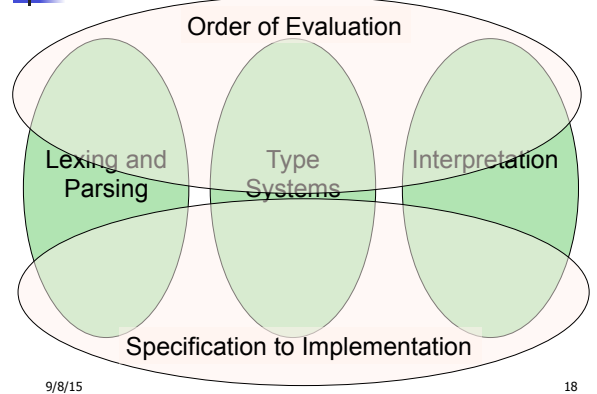 Order of Evaluation
Lexing and
Parsing
Type
Systems
Interpretation
Specification to Implementation
9/8/15
18